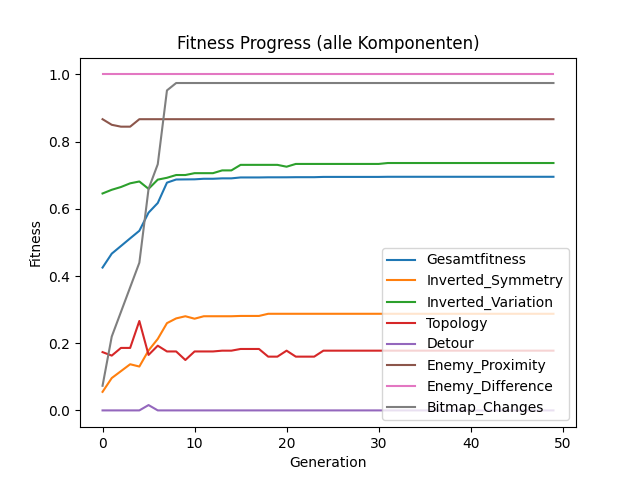 Fitness Progress (alle Komponenten)
1.0
0.8
0.6
0.4
0.2
0.0
Fitness
Gesamtfitness
Inverted_Symmetry
Inverted_Variation
Topology
Detour
Enemy_Proximity
Enemy_Difference
Bitmap_Changes
0 10 20 30 40 50
Generation